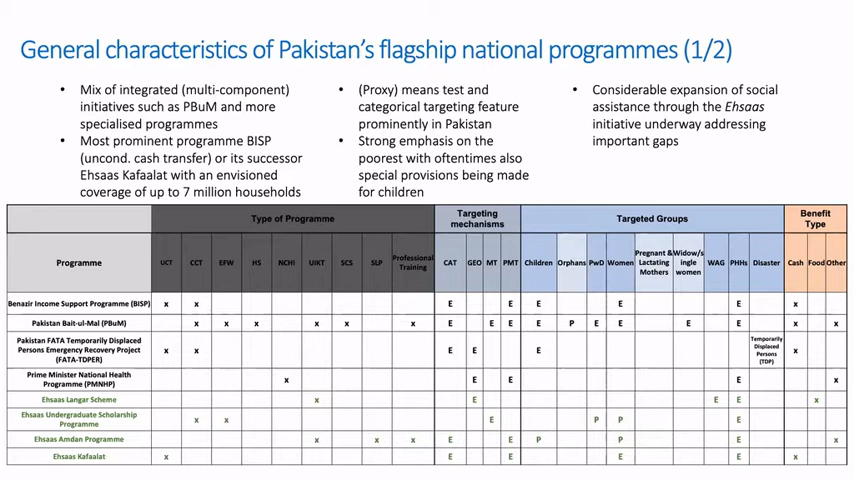 General characteristics of Pakistan's flagship national programmes (1/2)
• Mix of integrated (multi-component)
initiatives such as PBuM and more
specialised programmes
• Most prominent programme BISP
(uncond. cash transfer) or its successor
Ehsaas Kafaalat with an envisioned
coverage of up to 7 million households
• (Proxy) means test and
categorical targeting feature
prominently in Pakistan
• Strong emphasis on the
poorest with oftentimes also
special provisions being made
for children
• Considerable expansion of social
assistance through the Ehsaas
initiative underway addressing
important gaps
Type of Programme
Targeting
mechanisms
Targeted Groups
Benefit
Type
Programme UCT CCT EFW HS NCHI UIKT SCS SLP Professional
Training CAT GEO MT PMT Children Orphans PwD Women Pregnant &
Lactating
Mothers Widow/s
ingle
women WAG PHHs Disaster Cash Food Other
Benazir Income Support Programme (BISP) x x E E E E E x
Pakistan Bait-ul-Mal (PBuM) x x x x x x E E E E P E E E E x x
Pakistan FATA Temporarily Displaced
Persons Emergency Recovery Project
(FATA-TDPER) x x E E E Temporarily
Displaced
Persons
(TDP) x
Prime Minister National Health
Programme (PMNHP) x E E E x
Ehsaas Langar Scheme x E E E x
Ehsaas Undergraduate Scholarship
Programme x x E P P E
Ehsaas Amdan Programme x x x E E P P E x
Ehsaas Kafaalat x E E E E x